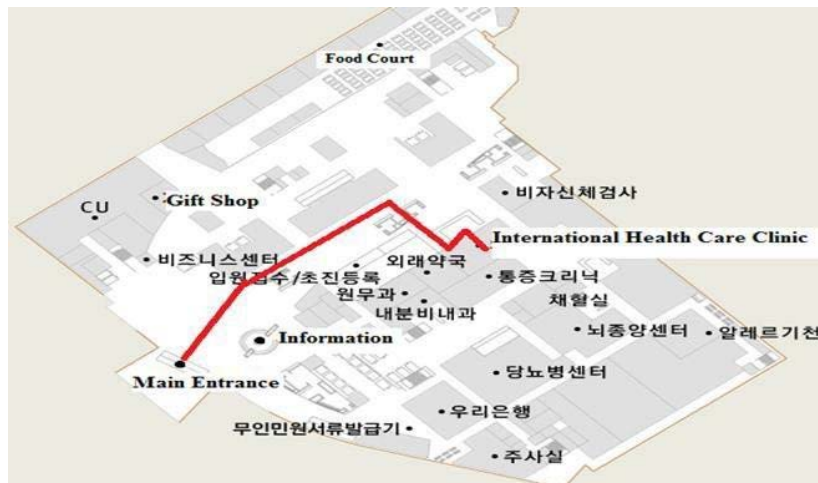 Food Court
비자신체검사
Gift Shop
CU
International Health Care Clinic
비즈니스센터
외래약국
입원접수/초진등록
통증크리닉
원무과
채혈실
내분비내과
Information
뇌종양센터
알레르기천
Main Entrance
당뇨병센터
우리은행
무인민원서류발급기
주사실